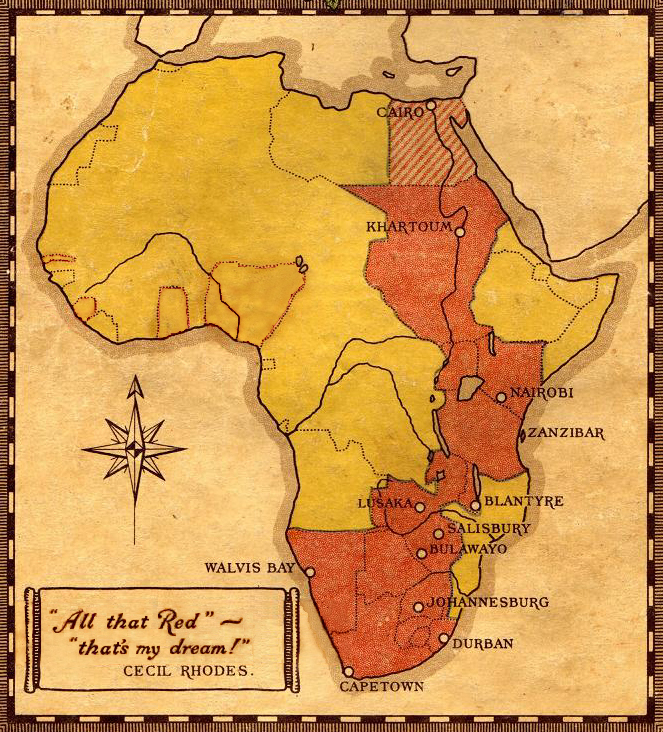 CAIRO
KHARTOUM
NAIROBI
ZANZIBAR
LUSAKA
BLANTYRE
SALISBURY
BULAWAYO
WALVIS BAY
JOHANNESBURG
DURBAN
CAPETOWN
"All that Red" ~
"that's my dream!"
CECIL RHODES.